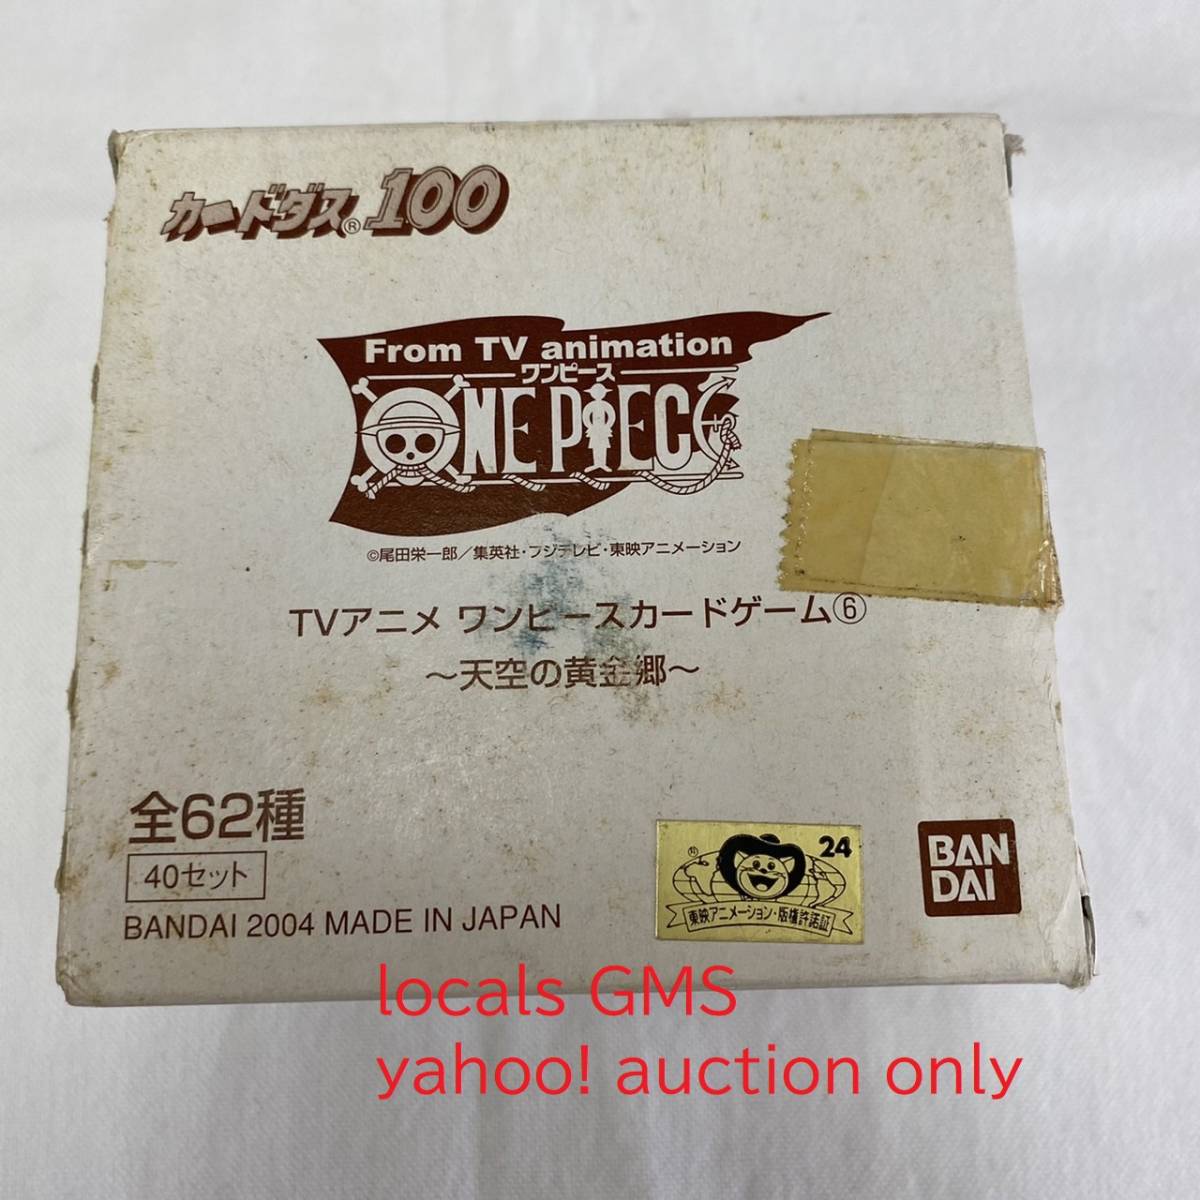 カードダス®100
From TV animation
ワンピース
ONE PIECE
©尾田栄一郎／集英社・フジテレビ・東映アニメーション
TVアニメ ワンピースカードゲーム⑥
～天空の黄金郷～
全62種
40セット
BANDAI 2004 MADE IN JAPAN
24
東映アニメーション・版権許諾証
BAN
DAI
locals GMS
yahoo! auction only